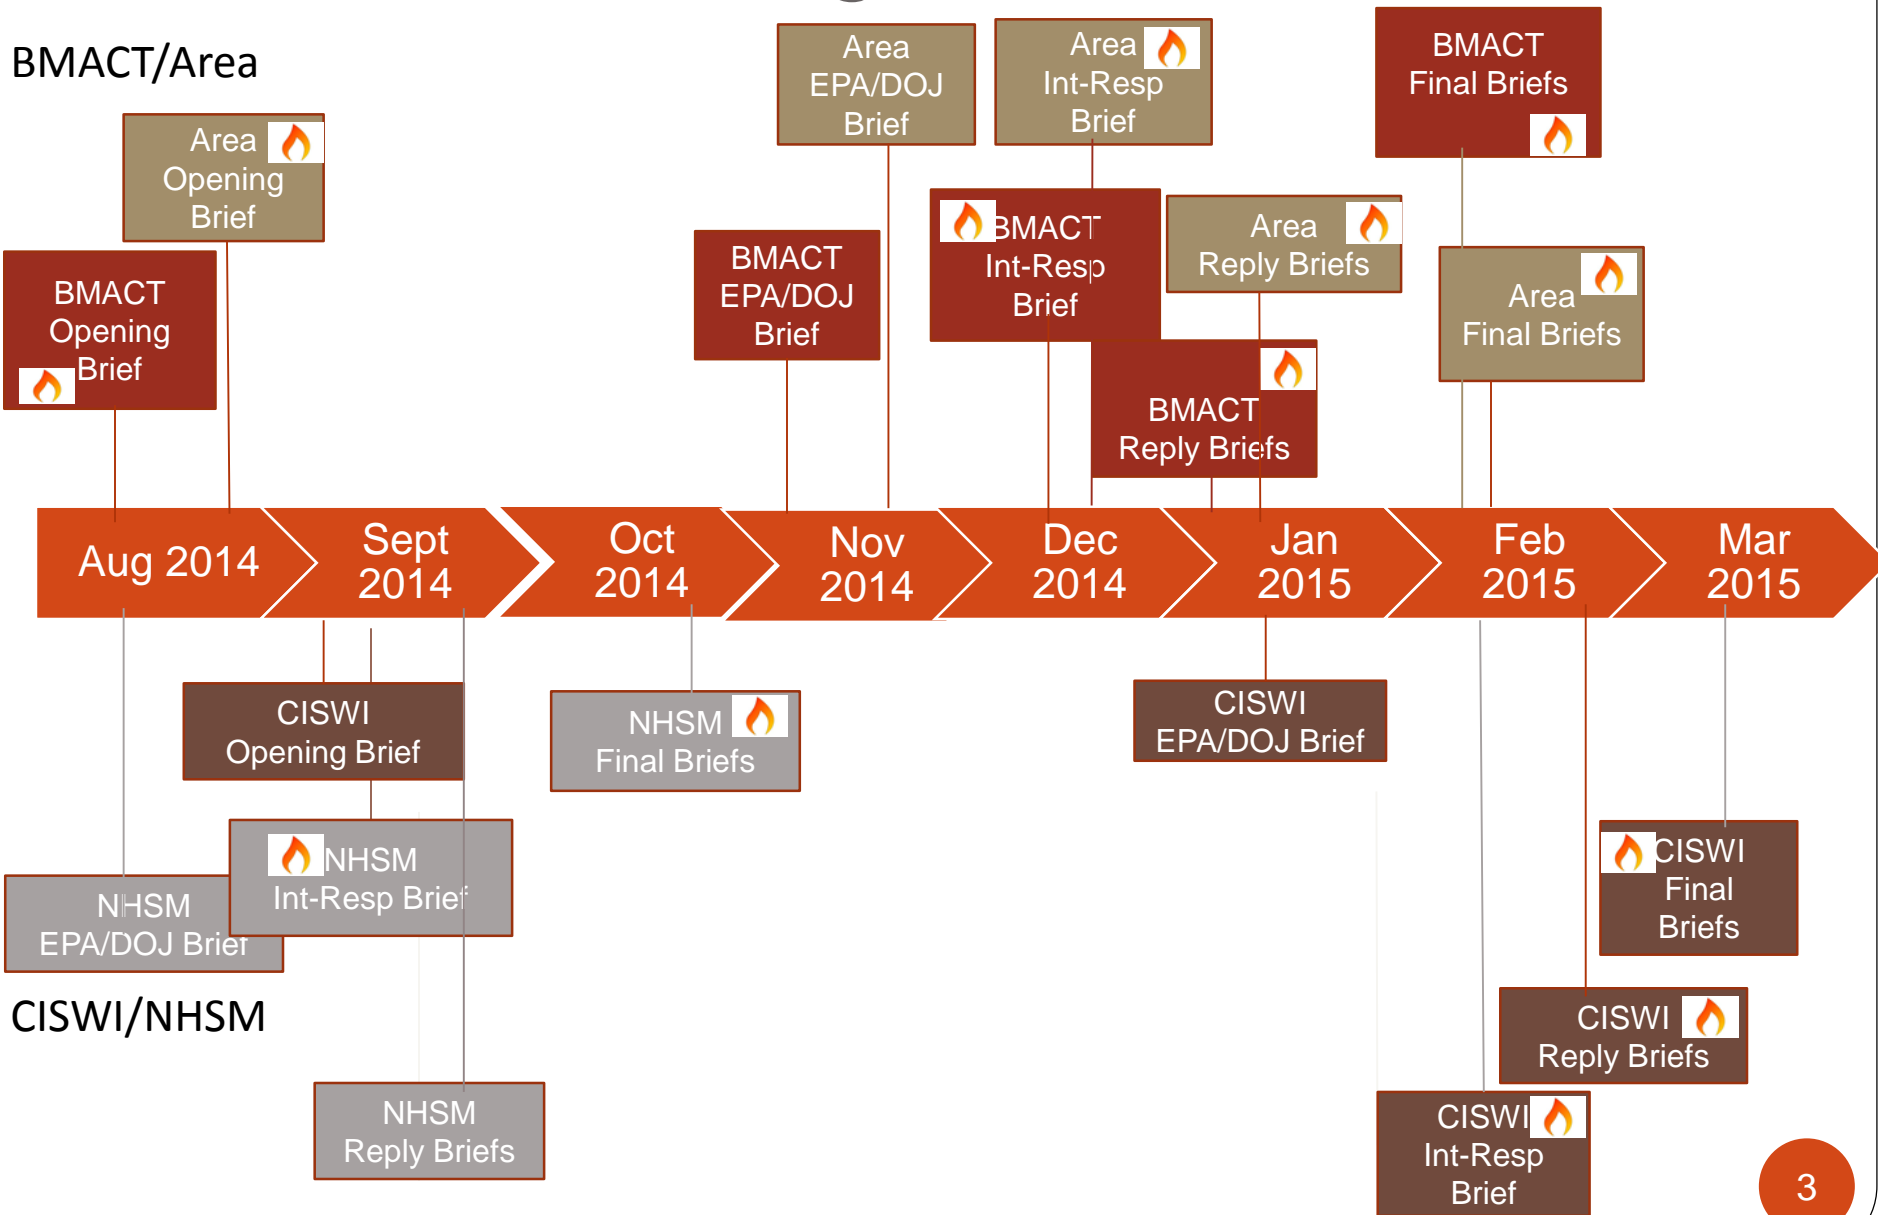 BMACT/Area
Area
Opening
Brief
BMACT
Opening
Brief
Area
EPA/DOJ
Brief
BMACT
EPA/DOJ
Brief
Area
Int-Resp
Brief
BMACT
Int-Resp
Brief
Area
Reply Briefs
BMACT
Reply Briefs
BMACT
Final Briefs
Area
Final Briefs
Aug 2014
Sept
2014
Oct
2014
Nov
2014
Dec
2014
Jan
2015
Feb
2015
Mar
2015
CISWI
Opening Brief
NHSM
Int-Resp Brief
NHSM
EPA/DOJ Brief
NHSM
Final Briefs
CISWI
EPA/DOJ Brief
CISWI
Final
Briefs
CISWI/NHSM
CISWI
Reply Briefs
NHSM
Reply Briefs
CISWI
Int-Resp
Brief
3